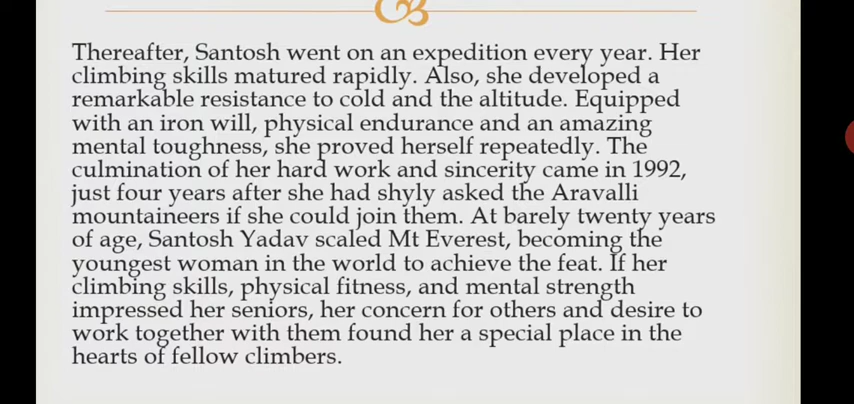 Thereafter, Santosh went on an expedition every year. Her
climbing skills matured rapidly. Also, she developed a
remarkable resistance to cold and the altitude. Equipped
with an iron will, physical endurance and an amazing
mental toughness, she proved herself repeatedly. The
culmination of her hard work and sincerity came in 1992,
just four years after she had shyly asked the Aravalli
mountaineers if she could join them. At barely twenty years
of age, Santosh Yadav scaled Mt Everest, becoming the
youngest woman in the world to achieve the feat. If her
climbing skills, physical fitness, and mental strength
impressed her seniors, her concern for others and desire to
work together with them found her a special place in the
hearts of fellow climbers.